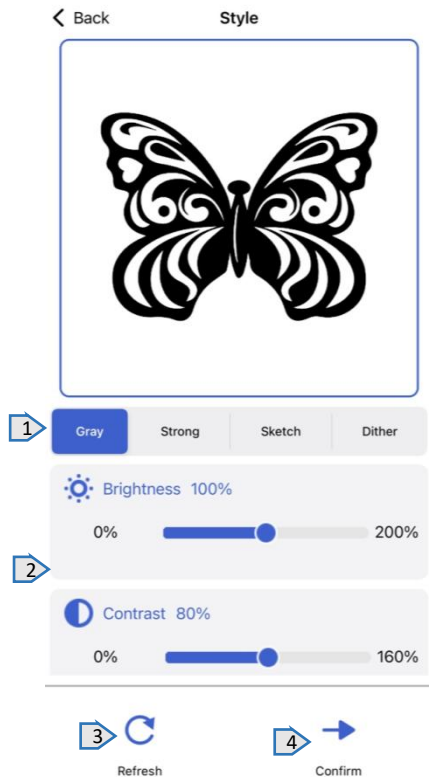 Back Style
1 Gray Strong Sketch Dither
Brightness 100%
0% 200%
2
Contrast 80%
0% 160%
3 4
Refresh Confirm